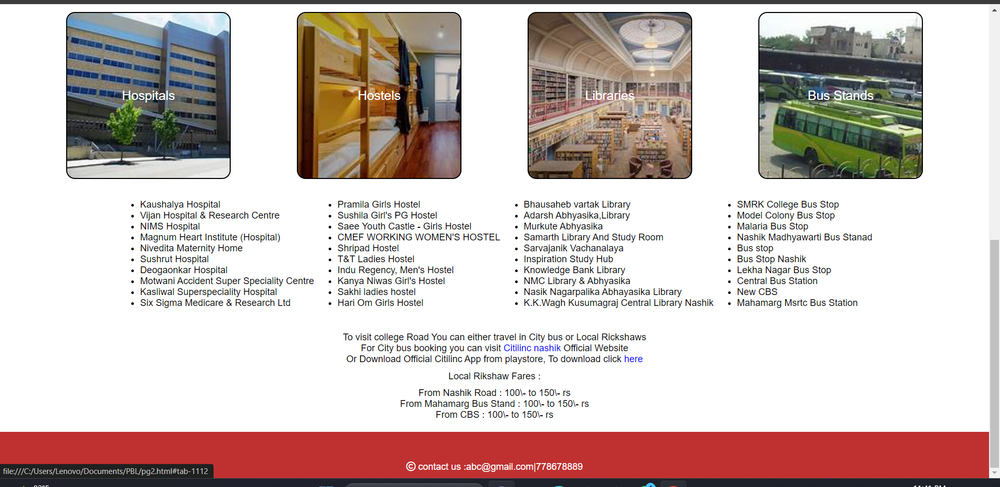 Hospitals
Hostels
Libraries
Bus Stands
Kaushalya Hospital
Vijan Hospital & Research Centre
NIMS Hospital
Magnum Heart Institute (Hospital)
Nivedita Maternity Home
Sushrut Hospital
Deogaonkar Hospital
Motwani Accident Super Speciality Centre
Kasliwal Superspeciality Hospital
Six Sigma Medicare & Research Ltd
Pramila Girls Hostel
Sushila Girl's PG Hostel
Saee Youth Castle - Girls Hostel
CMEF WORKING WOMEN'S HOSTEL
Shripad Hostel
T&T Ladies Hostel
Indu Regency, Men's Hostel
Kanya Niwas Girl's Hostel
Sakhi ladies hostel
Hari Om Girls Hostel
Bhausaheb vartak Library
Adarsh Abhyasika,Library
Murkute Abhyasika
Samarth Library And Study Room
Sarvajanik Vachanalaya
Inspiration Study Hub
Knowledge Bank Library
NMC Library & Abhyasika
Nasik Nagarpalika Abhayasika Library
K.K.Wagh Kusumagraj Central Library Nashik
SMRK College Bus Stop
Model Colony Bus Stop
Malaria Bus Stop
Nashik Madhyawarti Bus Stanad
Bus stop
Bus Stop Nashik
Lekha Nagar Bus Stop
Central Bus Station
New CBS
Mahamarg Msrtc Bus Station
To visit college Road You can either travel in City bus or Local Rickshaws
For City bus booking you can visit Citilinc nashik Official Website
Or Download Official Citilinc App from playstore, To download click here
Local Rikshaw Fares :
From Nashik Road : 100\- to 150\- rs
From Mahamarg Bus Stand : 100\- to 150\- rs
From CBS : 100\- to 150\- rs
© contact us :abc@gmail.com|778678889
file:///C:/Users/Lenovo/Documents/PBL/pg2.html#tab-1112